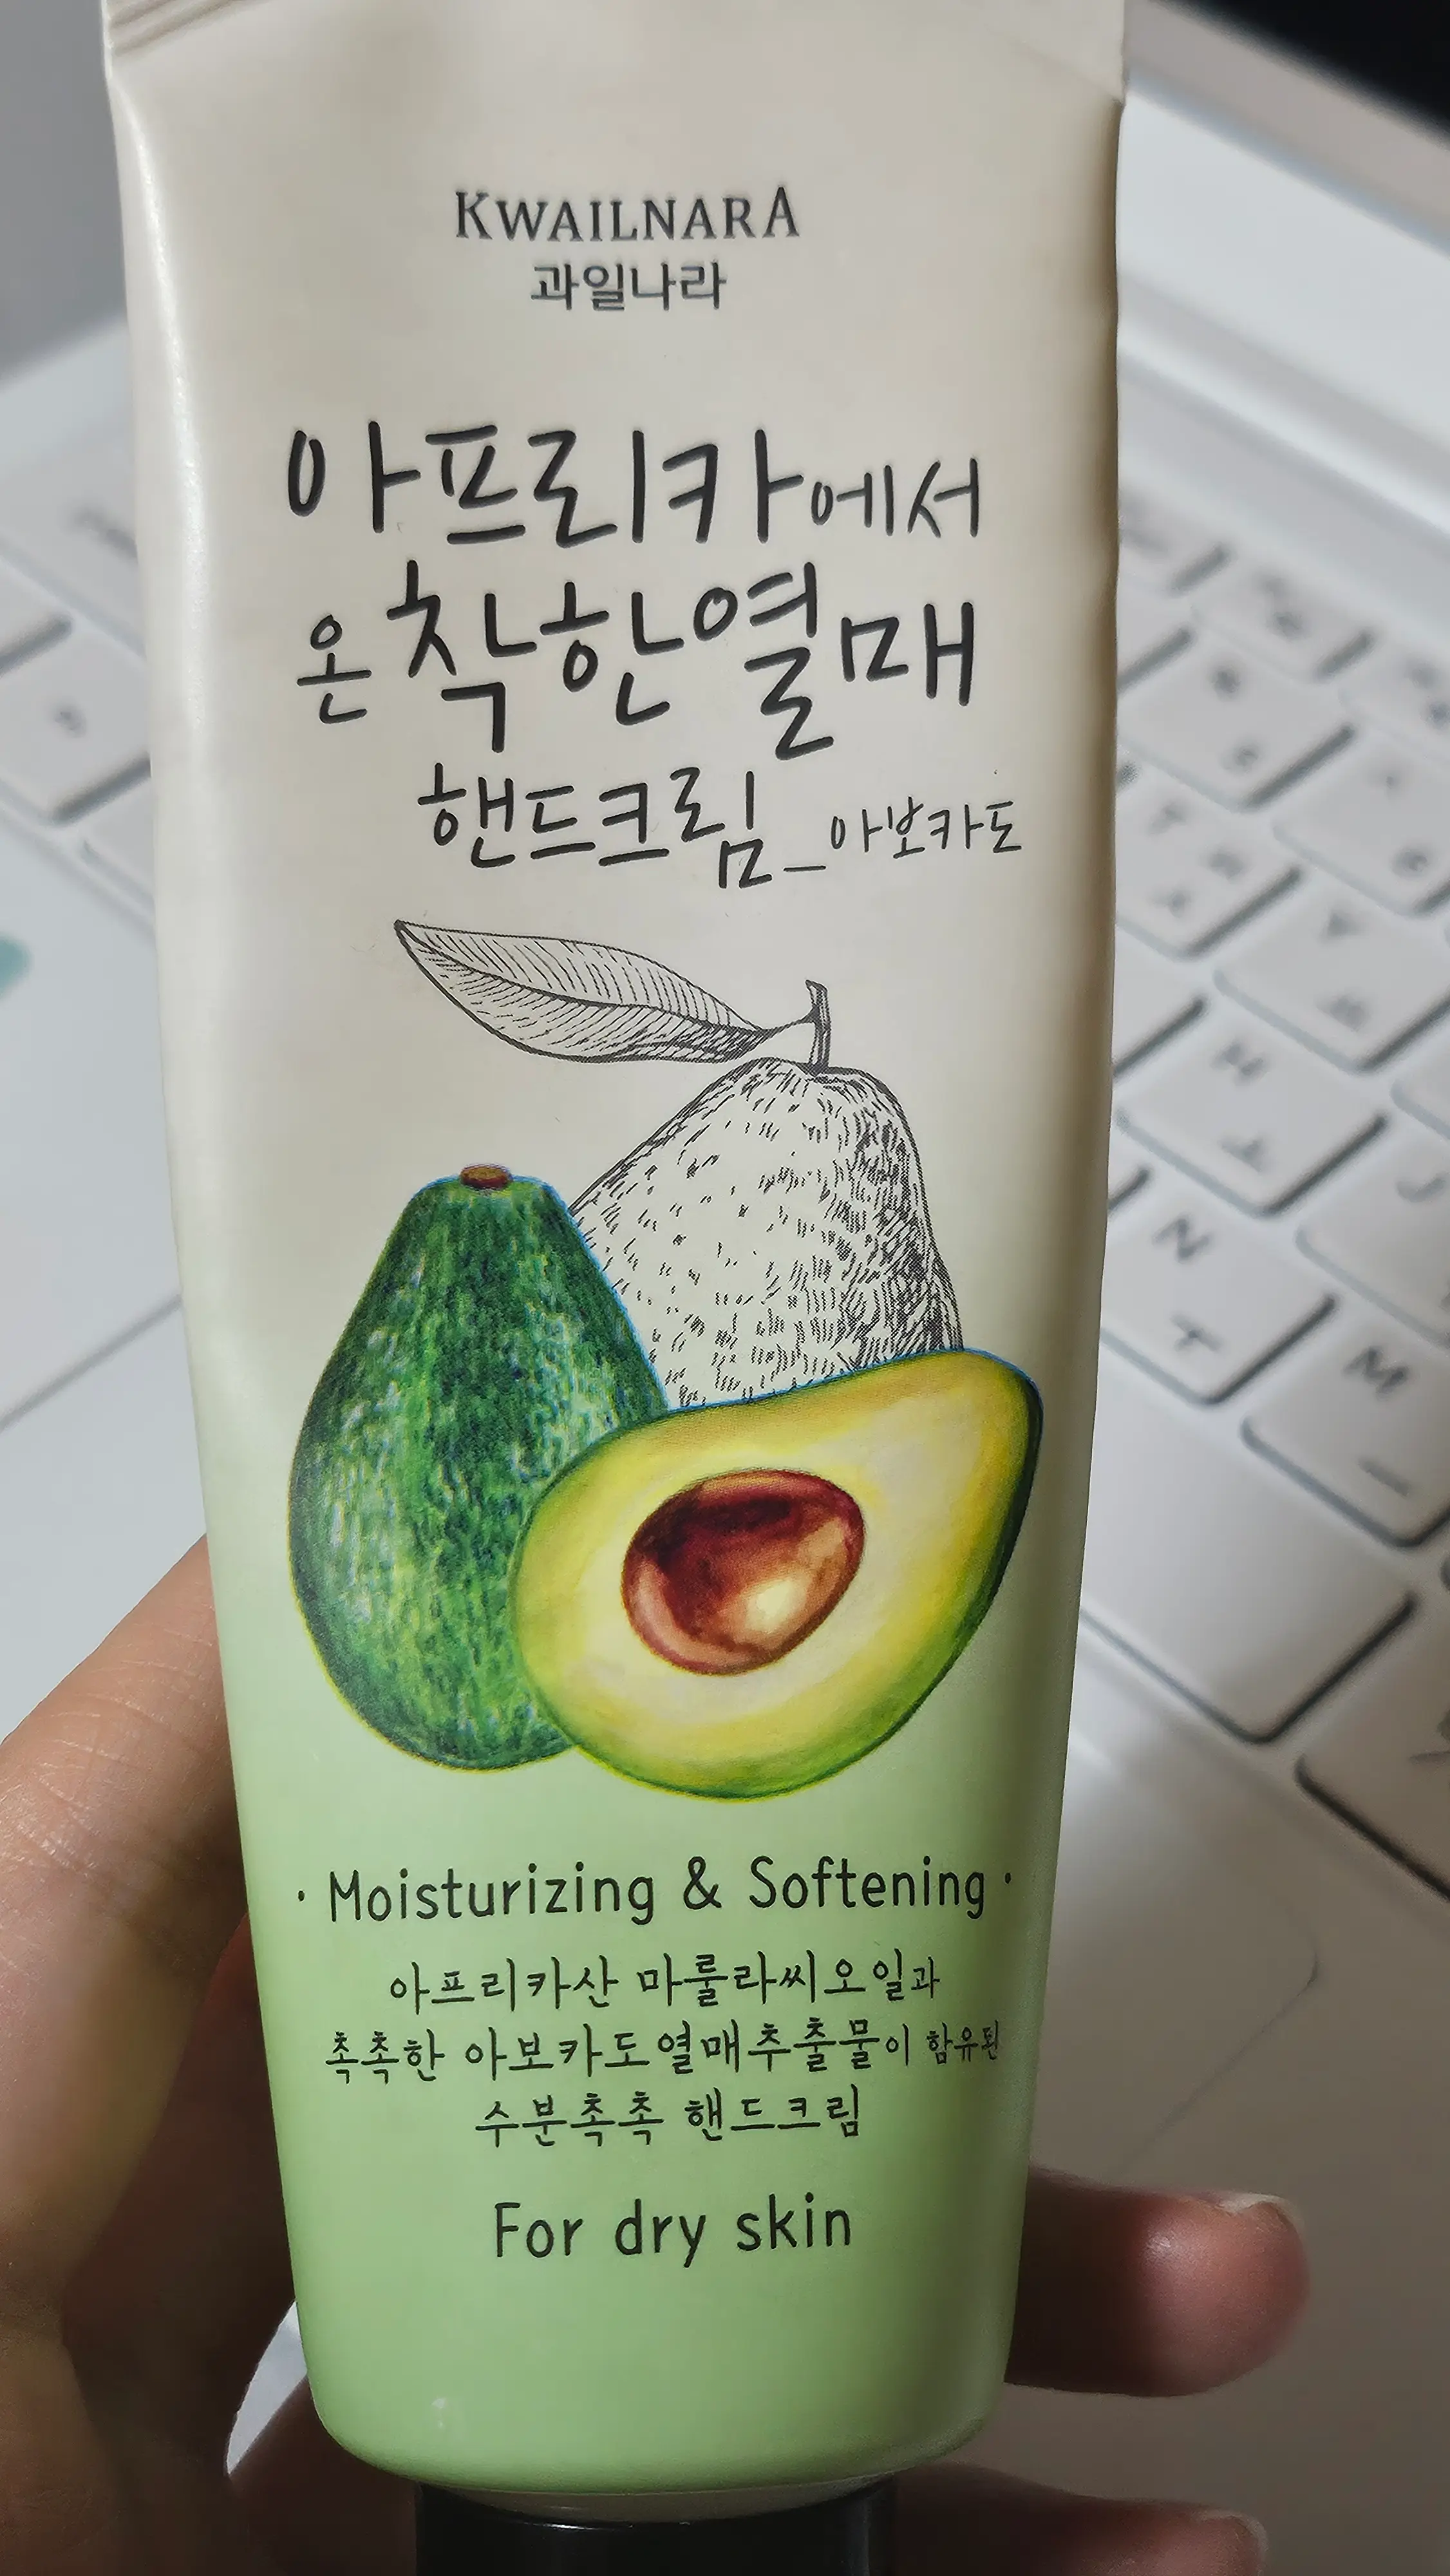 KWAILNARA
과일나라
아프리카에서
온 착한열매
핸드크림_아보카도
· Moisturizing & Softening ·
아프리카산 마룰라씨오일과
촉촉한 아보카도열매추출물이 함유된
수분촉촉 핸드크림
For dry skin
H
ㅗ
N
ㅜ
M
ㅡ